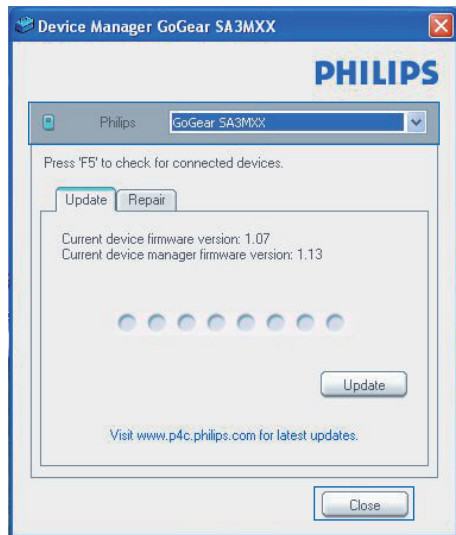 Device Manager GoGear SA3MXX
PHILIPS
Philips GoGear SA3MXX
Press 'F5' to check for connected devices.
Update Repair
Current device firmware version: 1.07
Current device manager firmware version: 1.13
Update
Visit www.p4c.philips.com for latest updates.
Close